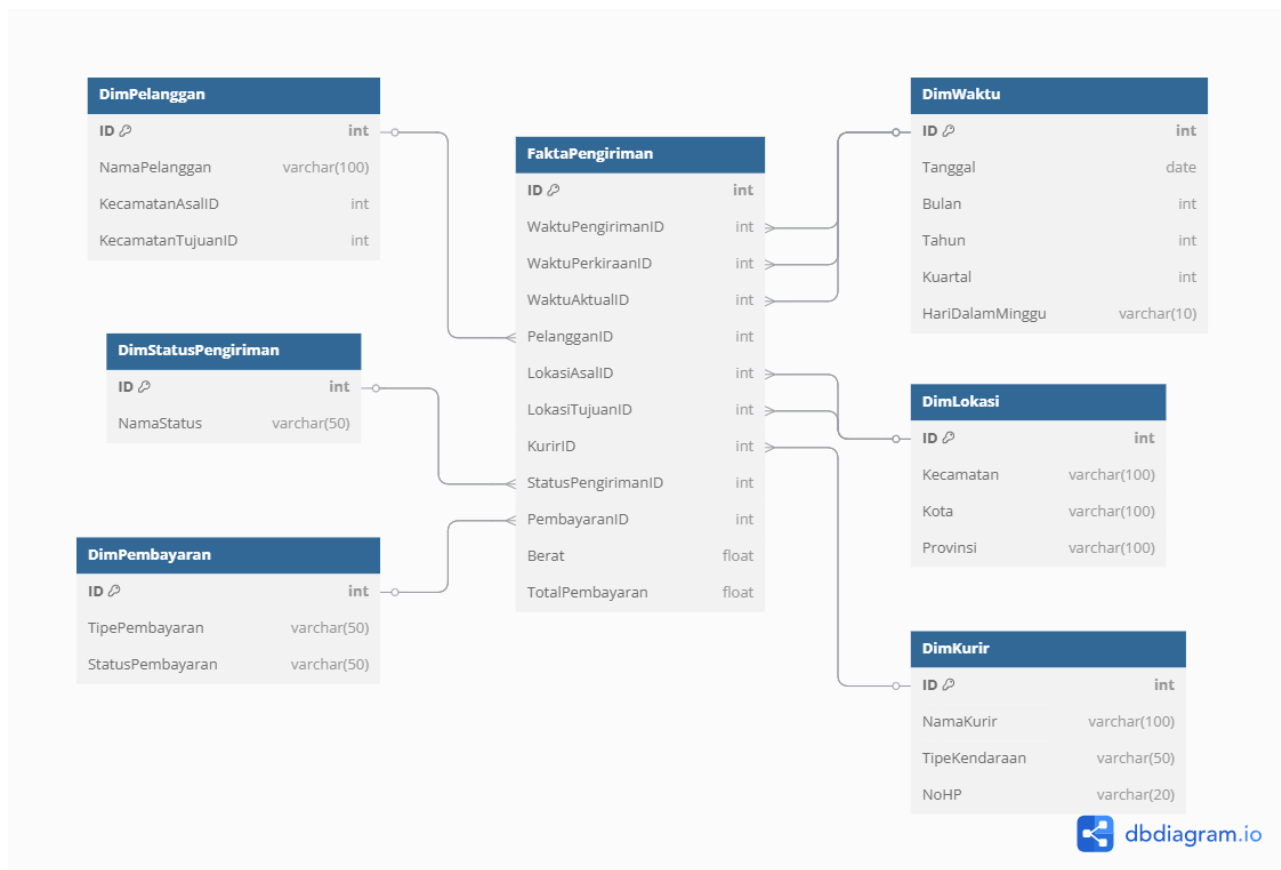 DimPelanggan
ID int
NamaPelanggan varchar(100)
KecamatanAsalID int
KecamatanTujuanID int
DimStatusPengiriman
ID int
NamaStatus varchar(50)
DimPembayaran
ID int
TipePembayaran varchar(50)
StatusPembayaran varchar(50)
FaktaPengiriman
ID int
WaktuPengirimanID int
WaktuPerkiraanID int
WaktuAktualID int
PelangganID int
LokasiAsalID int
LokasiTujuanID int
KurirID int
StatusPengirimanID int
PembayaranID int
Berat float
TotalPembayaran float
DimWaktu
ID int
Tanggal date
Bulan int
Tahun int
Kuartal int
HariDalamMinggu varchar(10)
DimLokasi
ID int
Kecamatan varchar(100)
Kota varchar(100)
Provinsi varchar(100)
DimKurir
ID int
NamaKurir varchar(100)
TipeKendaraan varchar(50)
NoHP varchar(20)
dbdiagram.io